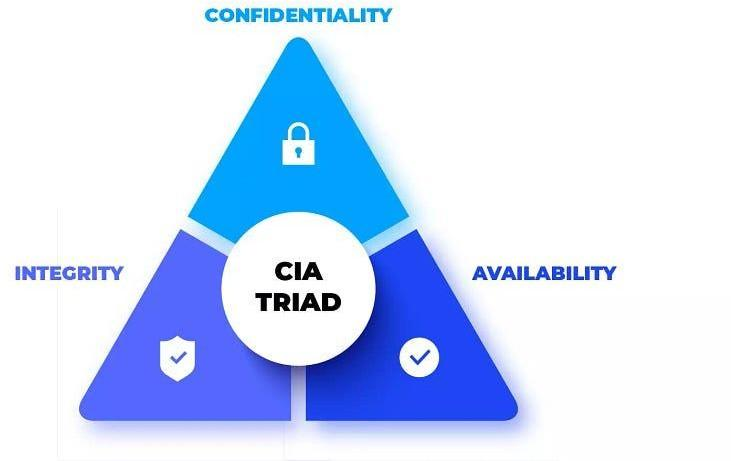 CONFIDENTIALITY
INTEGRITY
CIA
TRIAD
AVAILABILITY